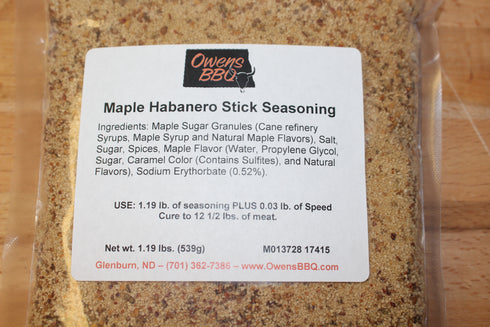 Owens
BBQ
Maple Habanero Stick Seasoning
Ingredients: Maple Sugar Granules (Cane refinery
Syrups, Maple Syrup and Natural Maple Flavors), Salt,
Sugar, Spices, Maple Flavor (Water, Propylene Glycol,
Sugar, Caramel Color (Contains Sulfites), and Natural
Flavors), Sodium Erythorbate (0.52%).
USE: 1.19 lb. of seasoning PLUS 0.03 lb. of Speed
Cure to 12 1/2 lbs. of meat.
Net wt. 1.19 lbs. (539g) M013728 17415
Glenburn, ND – (701) 362-7386 – www.OwensBBQ.com